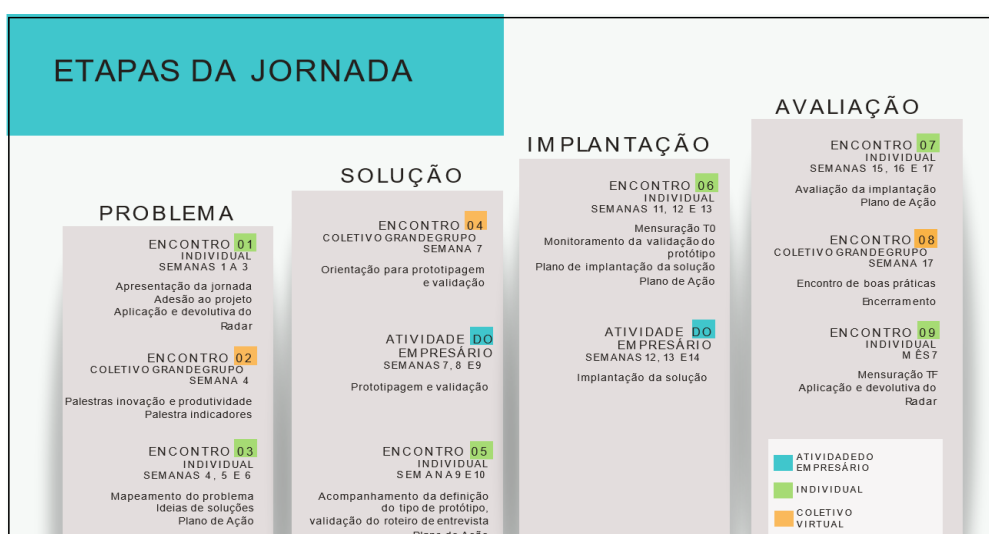 ETAPAS DA JORNADA
PROBLEMA
ENCONTRO 01
INDIVIDUAL
SEMANAS 1 A 3
Apresentação da jornada
Adesão ao projeto
Aplicação e devolutiva do
Radar
ENCONTRO 02
COLETIVO GRANDE GRUPO
SEMANA 4
Palestras inovação e produtividade
Palestra indicadores
ENCONTRO 03
INDIVIDUAL
SEMANAS 4, 5 E 6
Mapeamento do problema
Ideias de soluções
Plano de Ação
SOLUÇÃO
ENCONTRO 04
COLETIVO GRANDE GRUPO
SEMANA 7
Orientação para prototipagem
e validação
ATIVIDADE DO
EMPRESÁRIO
SEMANAS 7, 8 E9
Prototipagem e validação
ENCONTRO 05
INDIVIDUAL
SEMANA 9 E 10
Acompanhamento da definição
do tipo de protótipo,
validação do roteiro de entrevista
Plano de Ação
IMPLANTAÇÃO
ENCONTRO 06
INDIVIDUAL
SEMANAS 11, 12 E 13
Mensuração T0
Monitoramento da validação do
protótipo
Plano de implantação da solução
Plano de Ação
ATIVIDADE DO
EMPRESÁRIO
SEMANAS 12, 13 E14
Implantação da solução
AVALIAÇÃO
ENCONTRO 07
INDIVIDUAL
SEMANAS 15, 16 E 17
Avaliação da implantação
Plano de Ação
ENCONTRO 08
COLETIVO GRANDE GRUPO
SEMANA 17
Encontro de boas práticas
Encerramento
ENCONTRO 09
INDIVIDUAL
MÊS 7
Mensuração TF
Aplicação e devolutiva do
Radar
ATIVIDADE DO
EMPRESÁRIO
INDIVIDUAL
COLETIVO
VIRTUAL